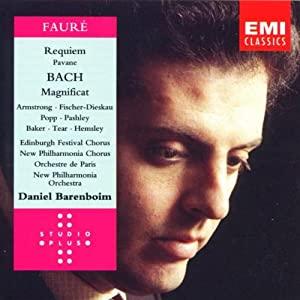 FAURÉ
Requiem
Pavane
BACH
Magnificat
Armstrong · Fischer-Dieskau
Popp · Pashley
Baker · Tear · Hemsley
Edinburgh Festival Chorus
New Philharmonia Chorus
Orchestre de Paris
New Philharmonia
Orchestra
Daniel Barenboim
STUDIO
PLUS
EMI
CLASSICS